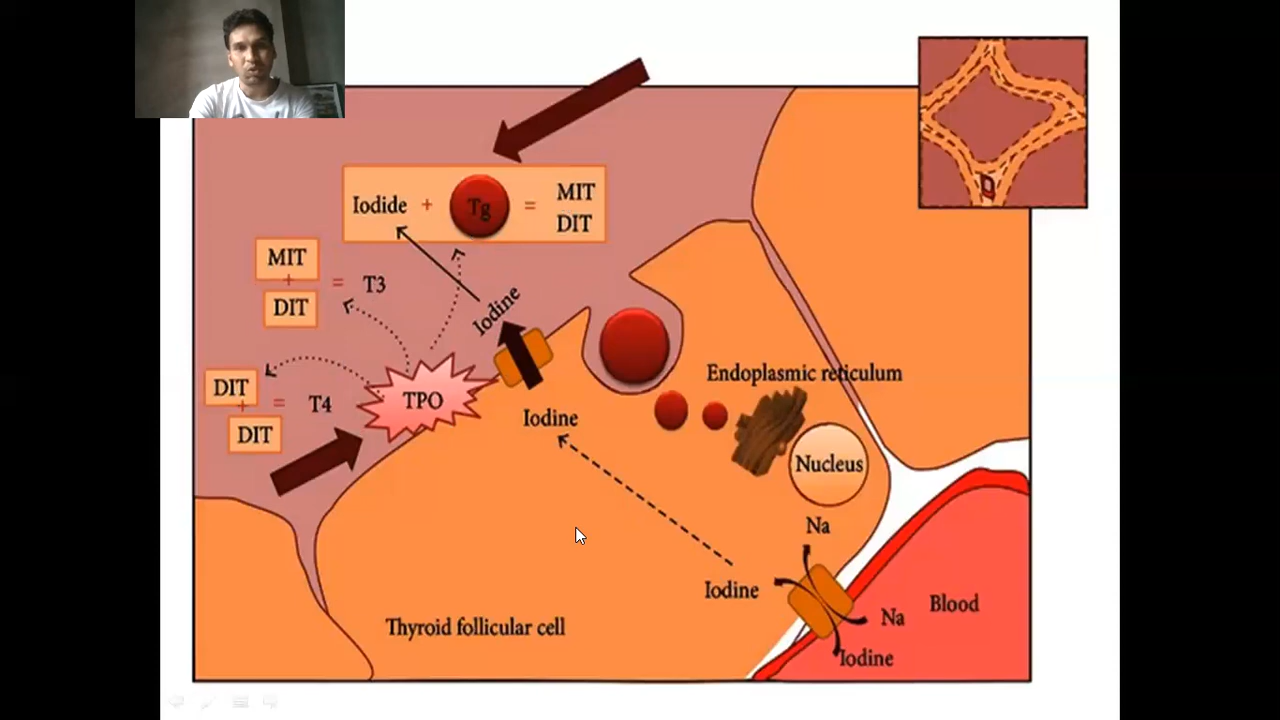 Iodide + Tg = MIT
DIT
MIT
+
DIT
= T3
Iodine
DIT
+
DIT
= T4
TPO
Iodine
Endoplasmic reticulum
Nucleus
Na
Iodine
Na
Blood
Iodine
Thyroid follicular cell